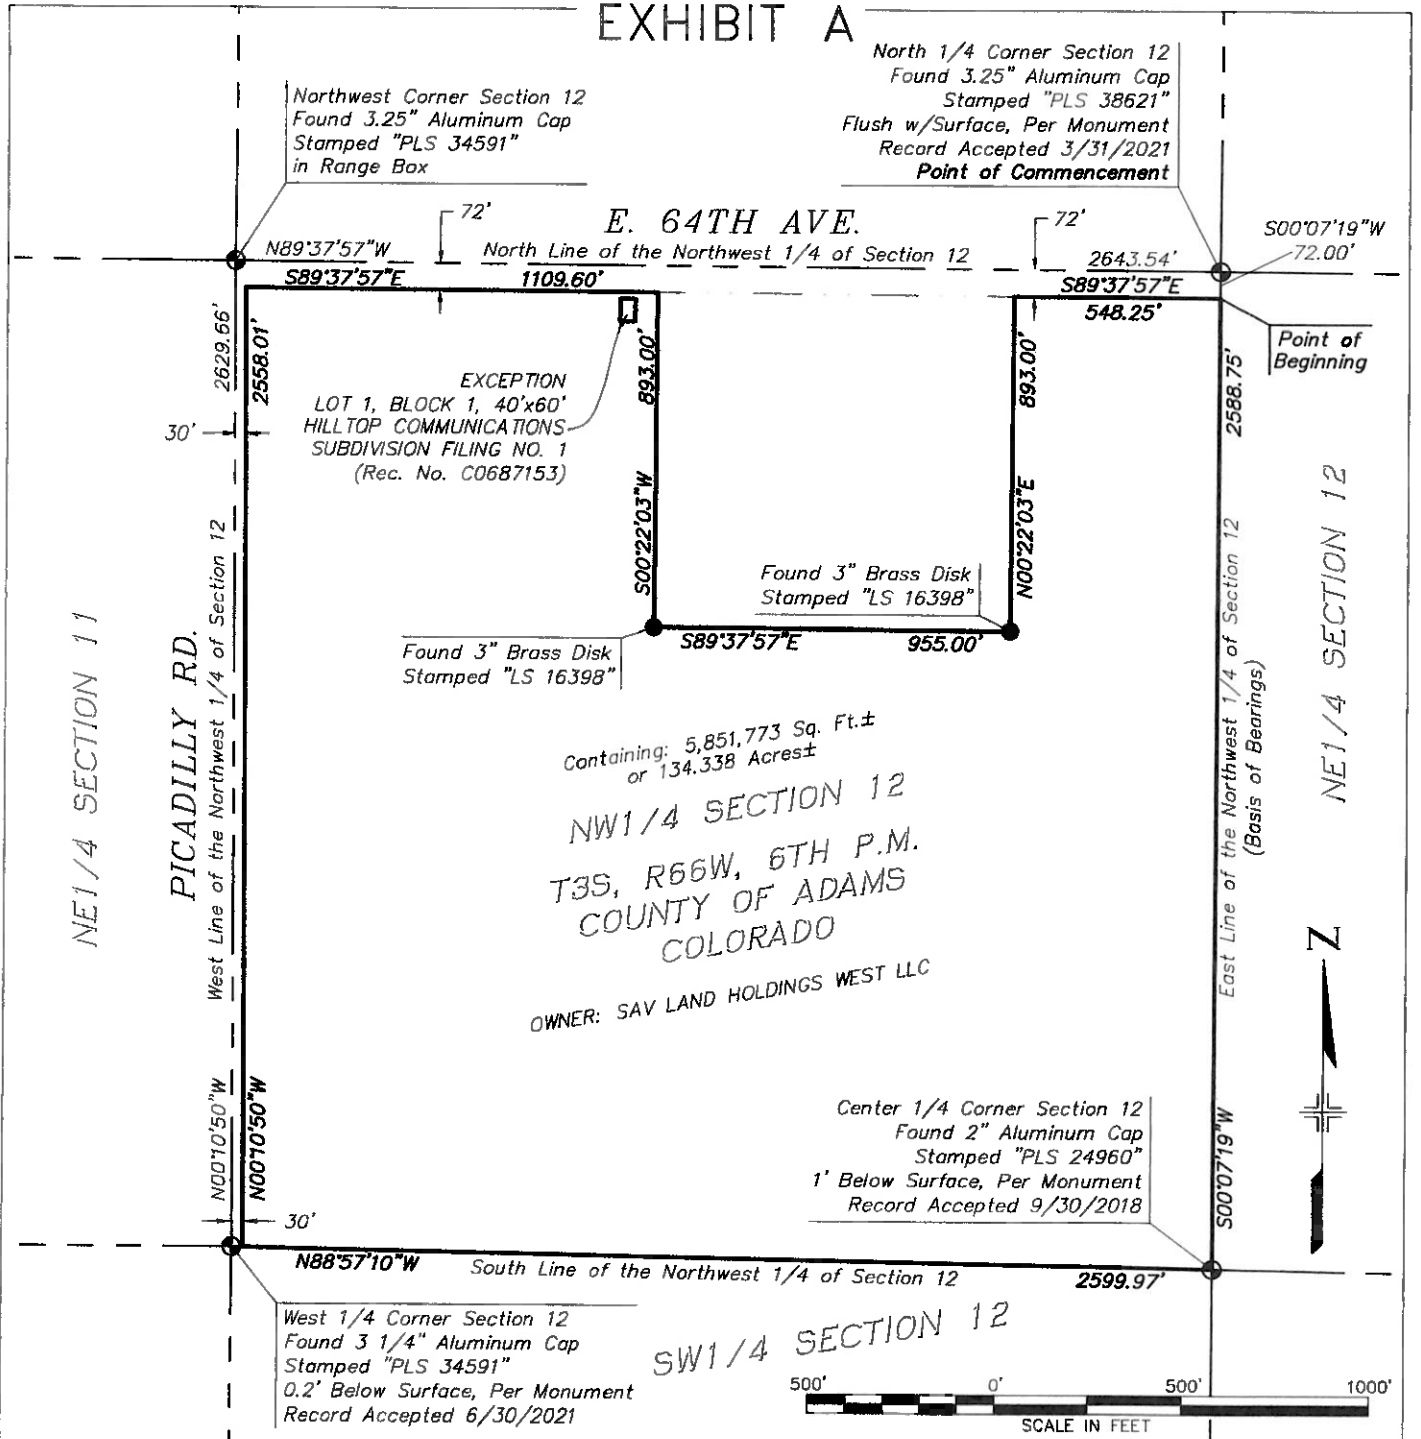 EXHIBIT A
North 1/4 Corner Section 12
Found 3.25" Aluminum Cap
Stamped "PLS 38621"
Flush w/Surface, Per Monument
Record Accepted 3/31/2021
Point of Commencement
Northwest Corner Section 12
Found 3.25" Aluminum Cap
Stamped "PLS 34591"
in Range Box
72'
E. 64TH AVE.
72'
S00°07'19"W
72.00'
N89°37'57"W
North Line of the Northwest 1/4 of Section 12
2643.54'
S89°37'57"E
1109.60'
S89°37'57"E
548.25'
Point of
Beginning
2629.66'
2558.01'
893.00'
893.00'
2588.75'
EXCEPTION
LOT 1, BLOCK 1, 40'x60'
HILLTOP COMMUNICATIONS
SUBDIVISION FILING NO. 1
(Rec. No. C0687153)
30'
S00°22'03"W
N00°22'03"E
Found 3" Brass Disk
Stamped "LS 16398"
S89°37'57"E
955.00'
Found 3" Brass Disk
Stamped "LS 16398"
NE1/4 SECTION 11
PICADILLY RD.
West Line of the Northwest 1/4 of Section 12
East Line of the Northwest 1/4 of Section 12
(Basis of Bearings)
NE1/4 SECTION 12
Containing: 5,851,773 Sq. Ft.±
or 134.338 Acres±
NW1/4 SECTION 12
T3S, R66W, 6TH P.M.
COUNTY OF ADAMS
COLORADO
OWNER: SAV LAND HOLDINGS WEST LLC
N
N00°10'50"W
N00°10'50"W
Center 1/4 Corner Section 12
Found 2" Aluminum Cap
Stamped "PLS 24960"
1' Below Surface, Per Monument
Record Accepted 9/30/2018
S00°07'19"W
30'
N88°57'10"W
South Line of the Northwest 1/4 of Section 12
2599.97'
West 1/4 Corner Section 12
Found 3 1/4" Aluminum Cap
Stamped "PLS 34591"
0.2' Below Surface, Per Monument
Record Accepted 6/30/2021
SW1/4 SECTION 12
500'
0'
500'
1000'
SCALE IN FEET